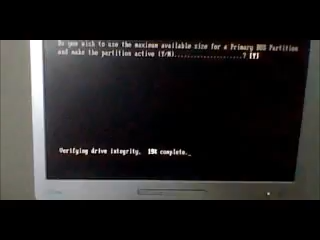 Do you wish to use the maximum available size for a Primary DOS Partition
and make the partition active (Y/N).....................? [Y]
Verifying drive integrity, 19% complete._